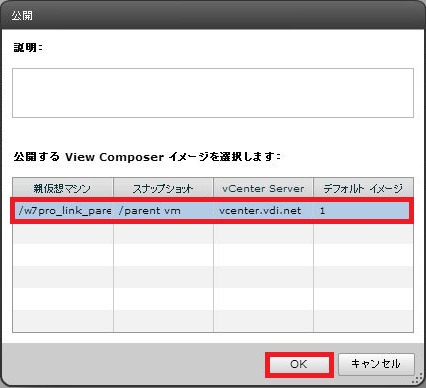 公開
説明:
公開する View Composer イメージを選択します:
親仮想マシン スナップショット vCenter Server デフォルト イメージ
/w7pro_link_pare /parent vm vcenter.vdi.net 1
OK キャンセル